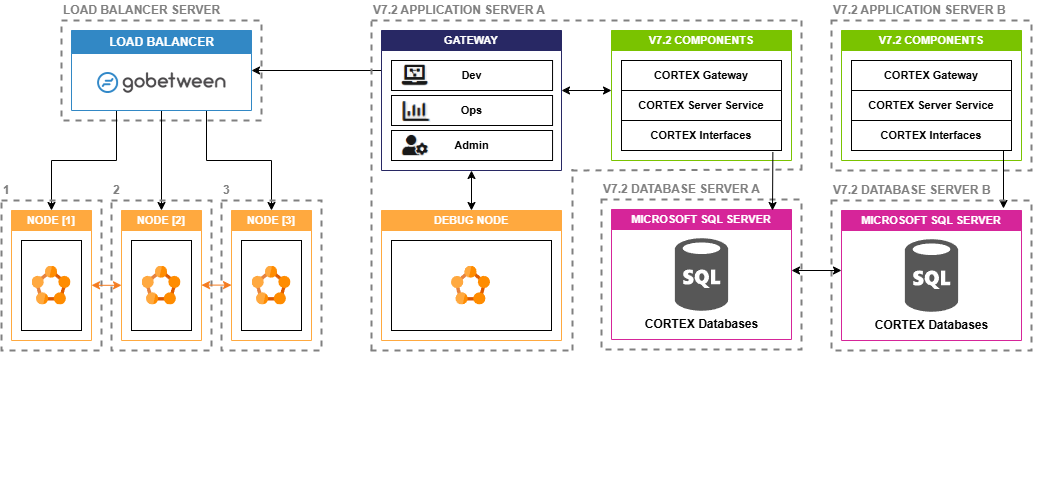 LOAD BALANCER SERVER
LOAD BALANCER
gobetween
1
NODE [1]
2
NODE [2]
3
NODE [3]
V7.2 APPLICATION SERVER A
GATEWAY
Dev
Ops
Admin
DEBUG NODE
V7.2 COMPONENTS
CORTEX Gateway
CORTEX Server Service
CORTEX Interfaces
V7.2 DATABASE SERVER A
MICROSOFT SQL SERVER
SQL
CORTEX Databases
V7.2 APPLICATION SERVER B
V7.2 COMPONENTS
CORTEX Gateway
CORTEX Server Service
CORTEX Interfaces
V7.2 DATABASE SERVER B
MICROSOFT SQL SERVER
SQL
CORTEX Databases